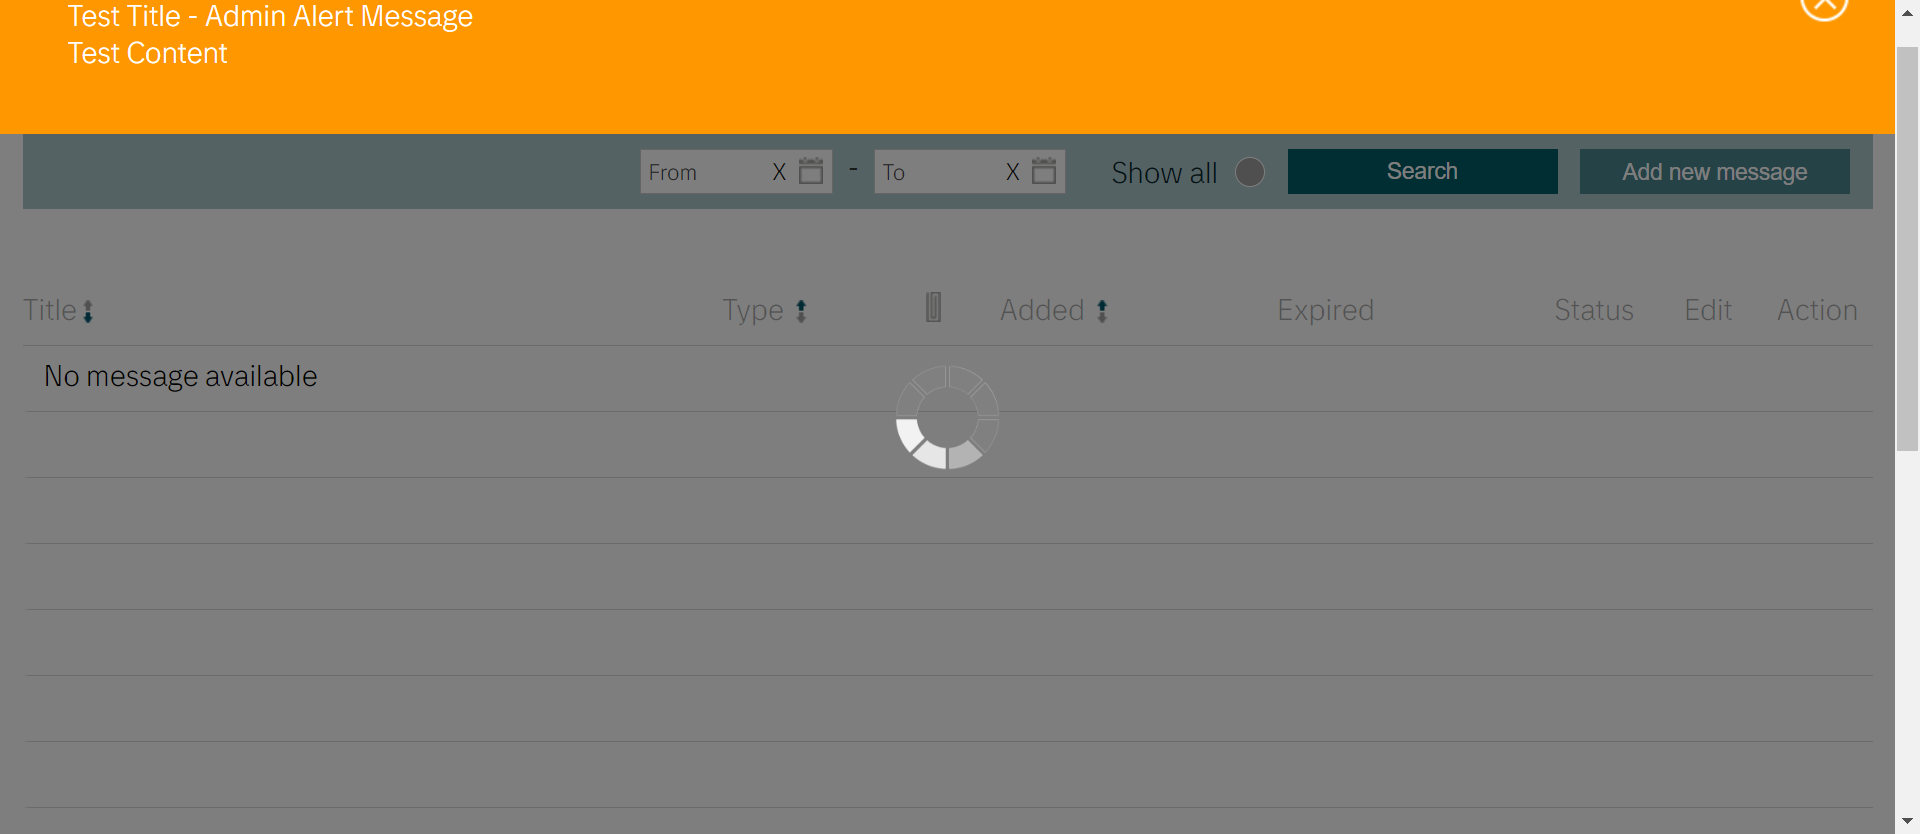 Test Title - Admin Alert Message
Test Content
From X - To X Show all Search Add new message
Title Type Added Expired Status Edit Action
No message available